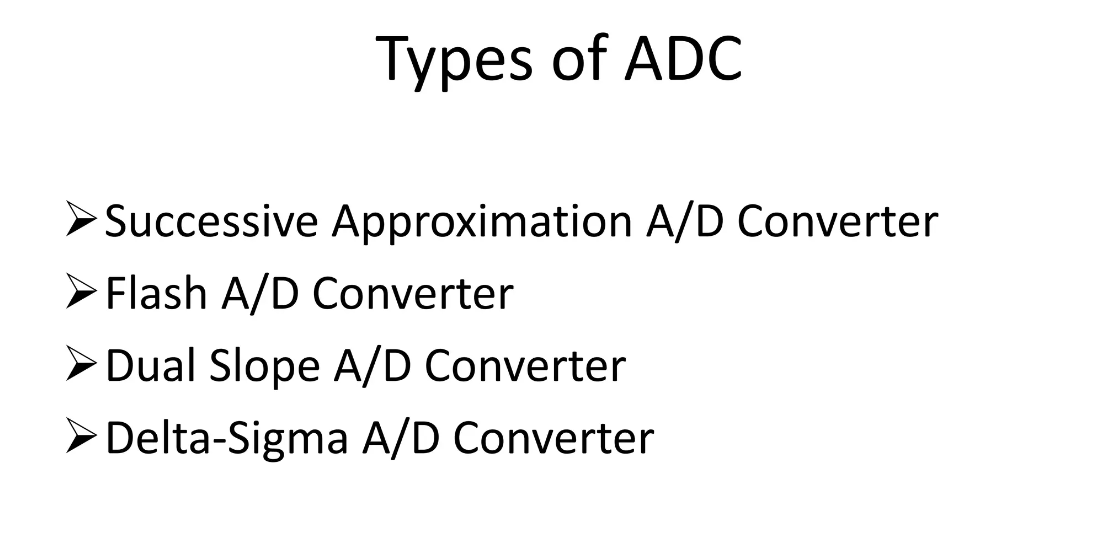 Types of ADC
➢Successive Approximation A/D Converter
➢Flash A/D Converter
➢Dual Slope A/D Converter
➢Delta-Sigma A/D Converter